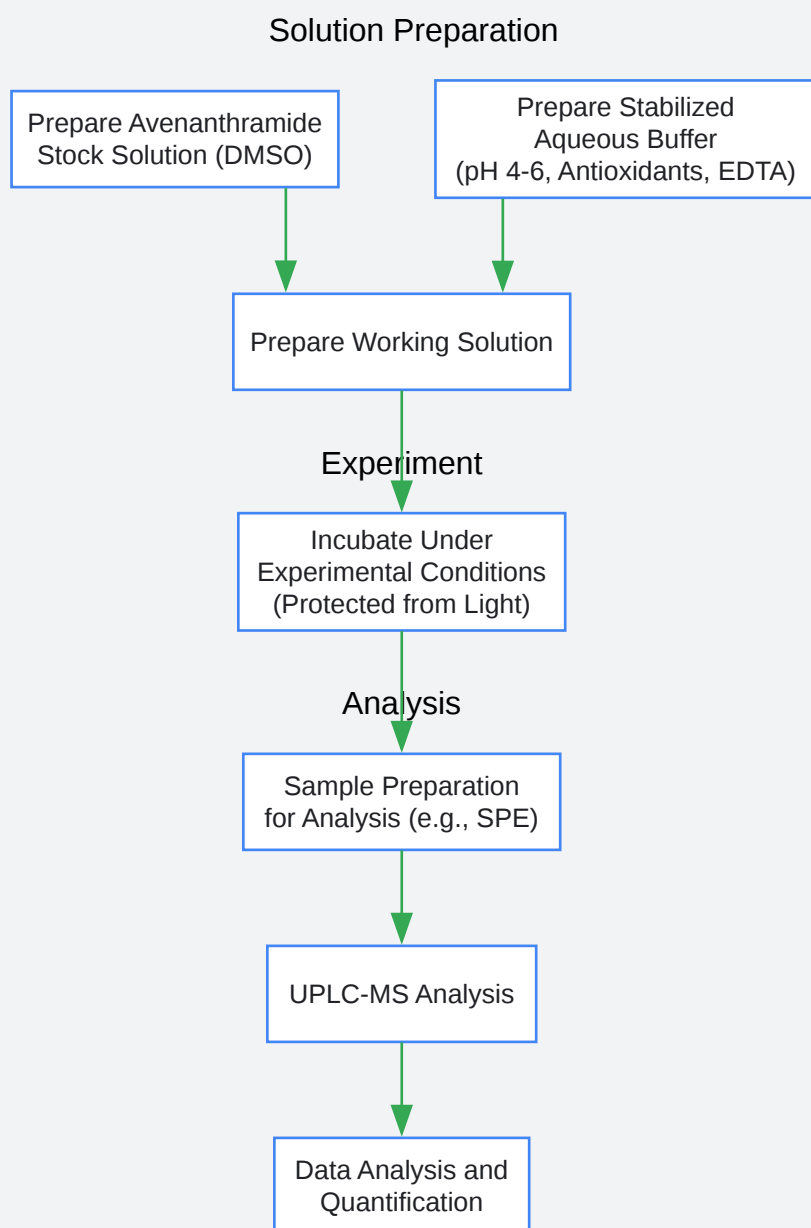 Solution Preparation
Prepare Avenanthramide
Stock Solution (DMSO)
Prepare Stabilized
Aqueous Buffer
(pH 4-6, Antioxidants, EDTA)
Prepare Working Solution
Experiment
Incubate Under
Experimental Conditions
(Protected from Light)
Analysis
Sample Preparation
for Analysis (e.g., SPE)
UPLC-MS Analysis
Data Analysis and
Quantification